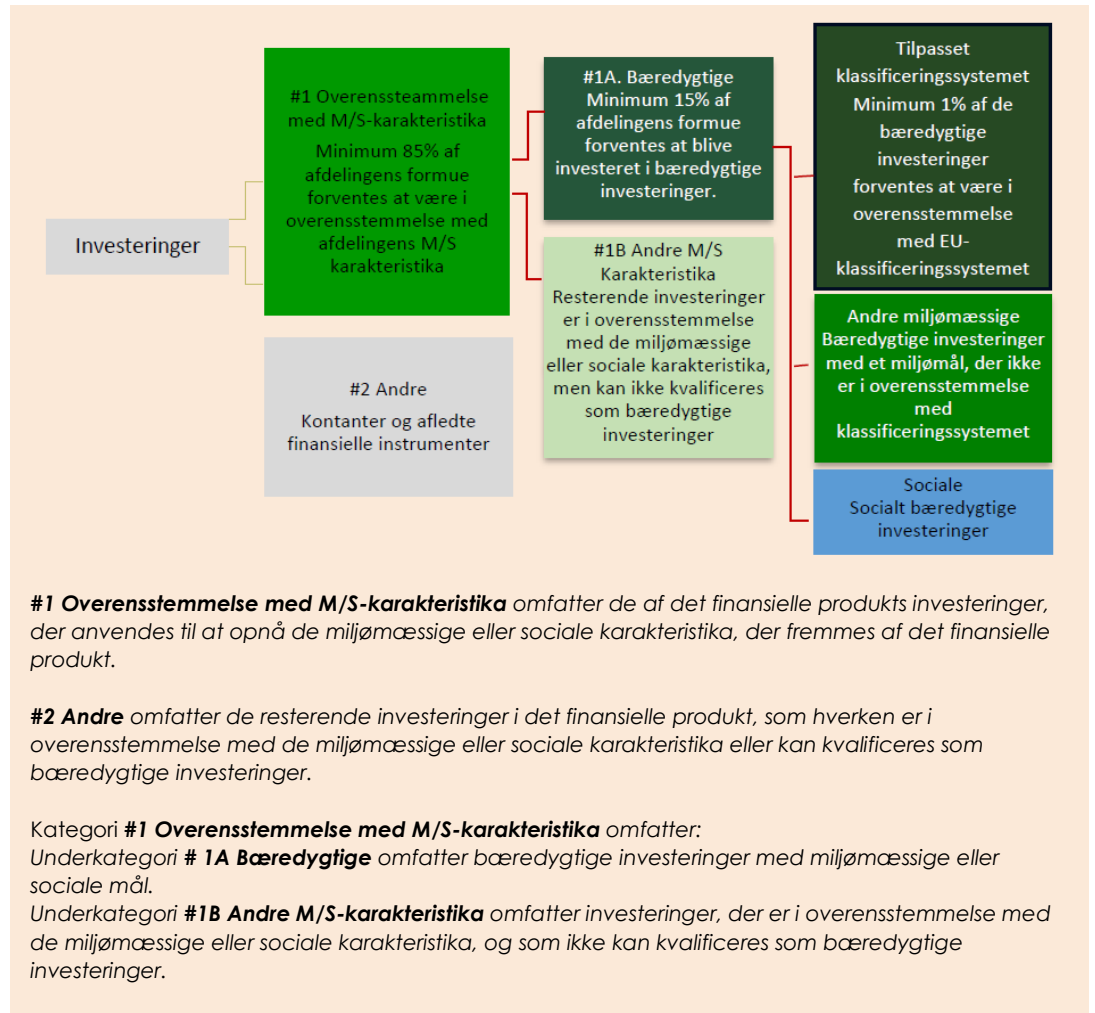 Investeringer
#1 Overenssteammelse
med M/S-karakteristika
Minimum 85% af
afdelingens formue
forventes at være i
overensstemmelse med
afdelingens M/S
karakteristika
#2 Andre
Kontanter og afledte
finansielle instrumenter
#1A. Bæredygtige
Minimum 15% af
afdelingens formue
forventes at blive
investeret i bæredygtige
investeringer.
#1B Andre M/S
Karakteristika
Resterende investeringer
er i overensstemmelse
med de miljømæssige
eller sociale karakteristika,
men kan ikke kvalificeres
som bæredygtige
investeringer
Tilpasset
klassificeringssystemet
Minimum 1% af de
bæredygtige
investeringer
forventes at være i
overensstemmelse
med EU-
klassificeringssystemet
Andre miljømæssige
Bæredygtige investeringer
med et miljømål, der ikke
er i overensstemmelse
med
klassificeringssystemet
Sociale
Socialt bæredygtige
investeringer
#1 Overensstemmelse med M/S-karakteristika omfatter de af det finansielle produkts investeringer,
der anvendes til at opnå de miljømæssige eller sociale karakteristika, der fremmes af det finansielle
produkt.
#2 Andre omfatter de resterende investeringer i det finansielle produkt, som hverken er i
overensstemmelse med de miljømæssige eller sociale karakteristika eller kan kvalificeres som
bæredygtige investeringer.
Kategori #1 Overensstemmelse med M/S-karakteristika omfatter:
Underkategori # 1A Bæredygtige omfatter bæredygtige investeringer med miljømæssige eller
sociale mål.
Underkategori #1B Andre M/S-karakteristika omfatter investeringer, der er i overensstemmelse med
de miljømæssige eller sociale karakteristika, og som ikke kan kvalificeres som bæredygtige
investeringer.